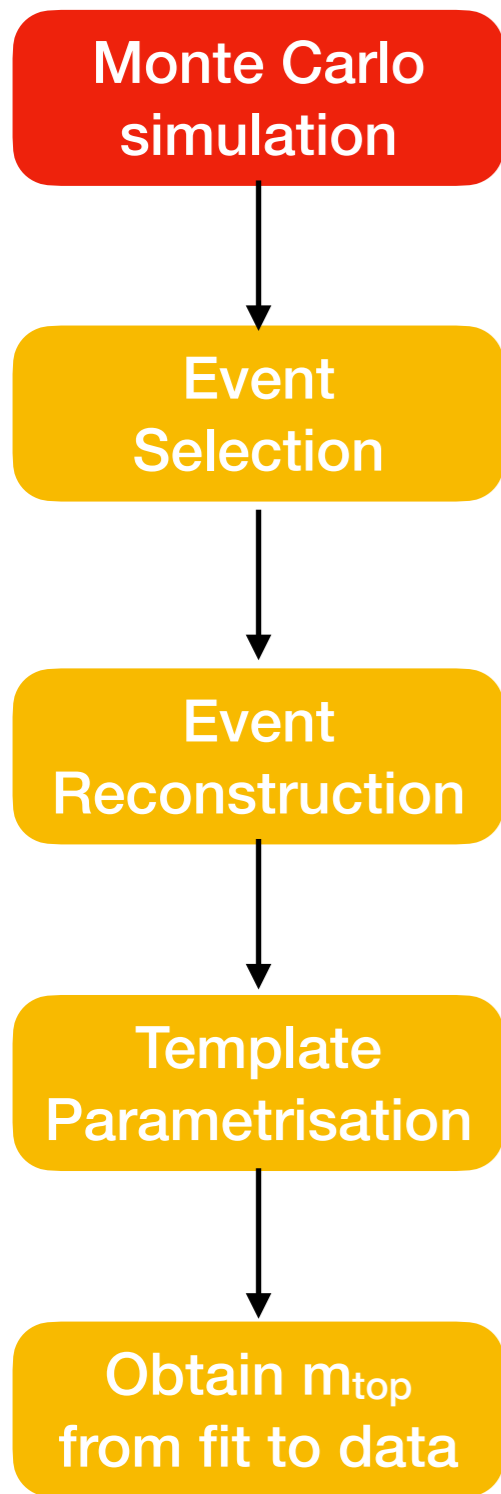 Monte Carlo
simulation
Event
Selection
Event
Reconstruction
Template
Parametrisation
Obtain mtop
from fit to data